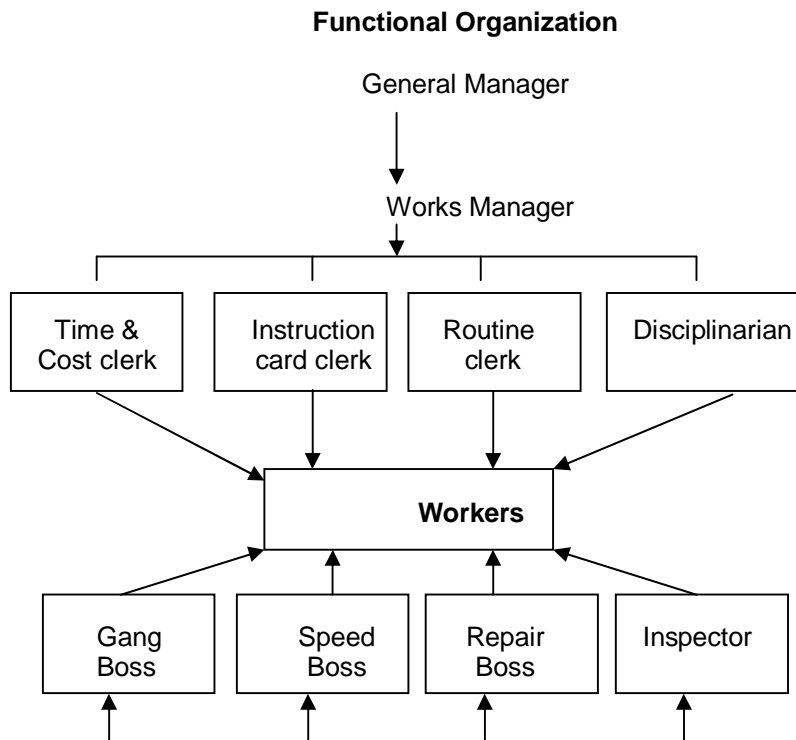 Functional Organization
General Manager
Works Manager
Time &
Cost clerk
Instruction
card clerk
Routine
clerk
Disciplinarian
Workers
Gang
Boss
Speed
Boss
Repair
Boss
Inspector